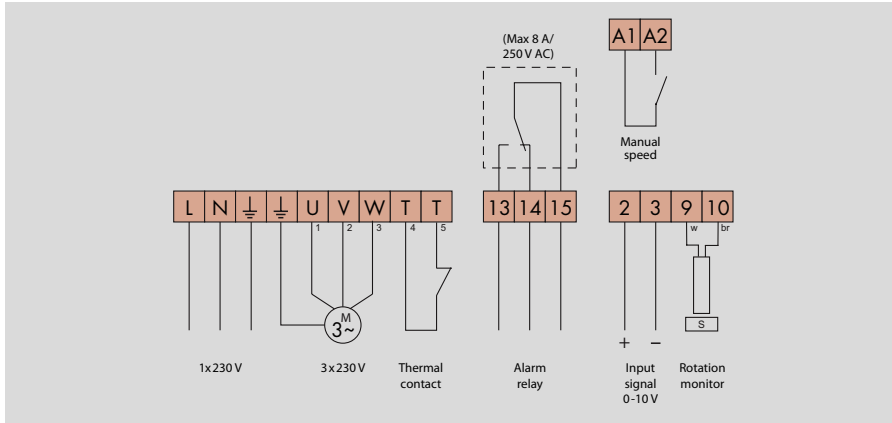 A1 A2
(Max 8 A/
250 V AC)
Manual
speed
L N U V W T T
13 14 15
2 3 9 10
1 2 3 4 5
w br
M
3~
S
+ –
1x230 V
3x230 V
Thermal
contact
Alarm
relay
Input
signal
0-10 V
Rotation
monitor